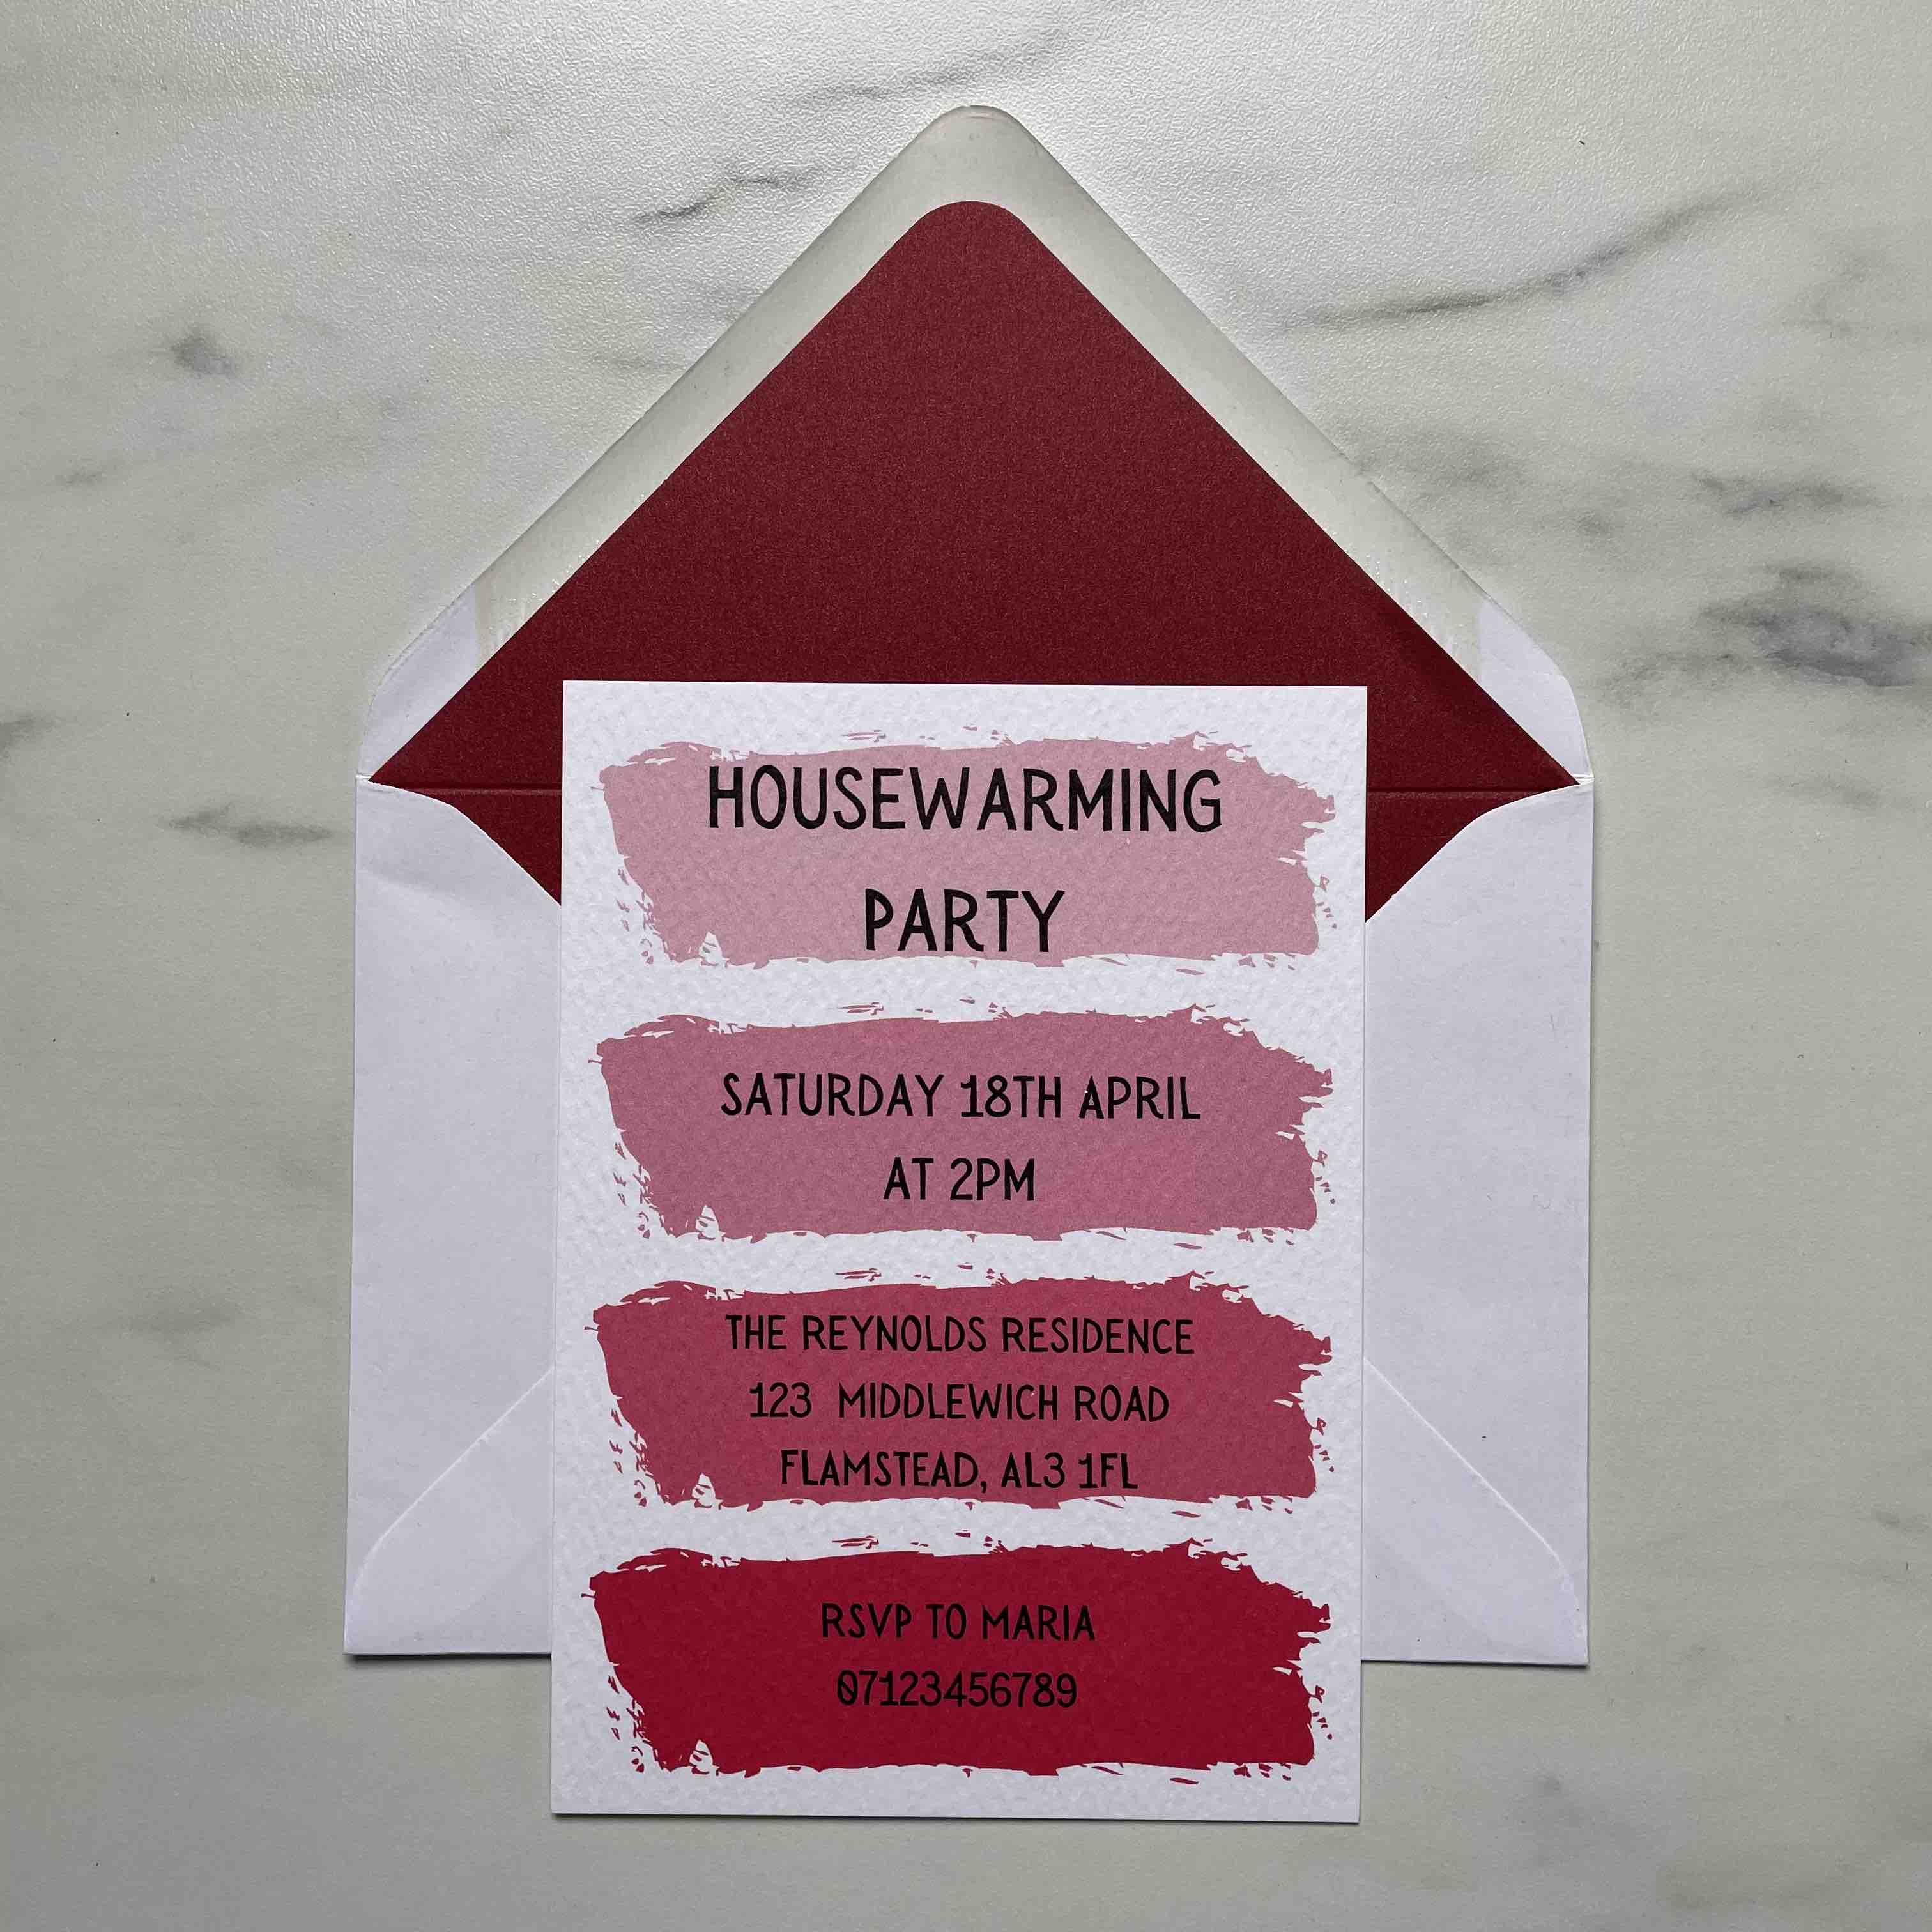 HOUSEWARMING
PARTY
SATURDAY 18TH APRIL
AT 2PM
THE REYNOLDS RESIDENCE
123 MIDDLEWICH ROAD
FLAMSTEAD, AL3 1FL
RSVP TO MARIA
07123456789